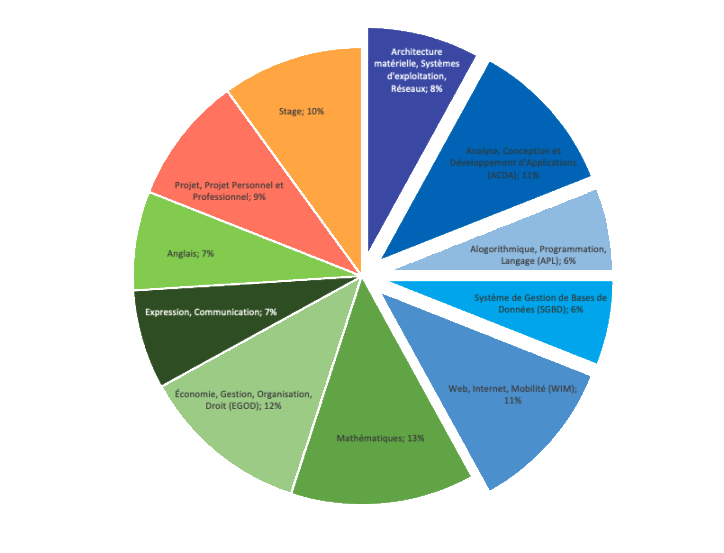 Architecture
matérielle, Systèmes
d'exploitation,
Réseaux; 8%
Analyse, Conception et
Développement d'Applications
(ACDA); 11%
Alogorithmique, Programmation,
Langage (APL); 6%
Système de Gestion de Bases de
Données (SGBD); 6%
Web, Internet, Mobilité (WIM);
11%
Mathématiques; 13%
Économie, Gestion, Organisation,
Droit (EGOD); 12%
Expression, Communication; 7%
Anglais; 7%
Projet, Projet Personnel et
Professionnel; 9%
Stage; 10%